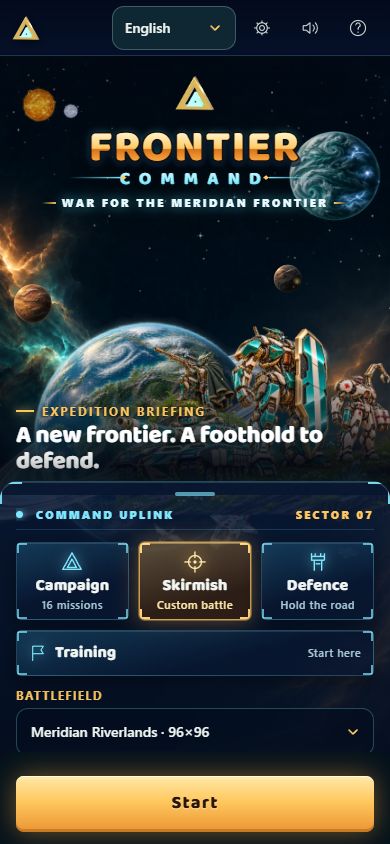 English
FRONTIER
COMMAND
WAR FOR THE MERIDIAN FRONTIER
EXPEDITION BRIEFING
A new frontier. A foothold to
defend.
COMMAND UPLINK
SECTOR 07
Campaign
16 missions
Skirmish
Custom battle
Defence
Hold the road
Training
Start here
BATTLEFIELD
Meridian Riverlands · 96×96
Start